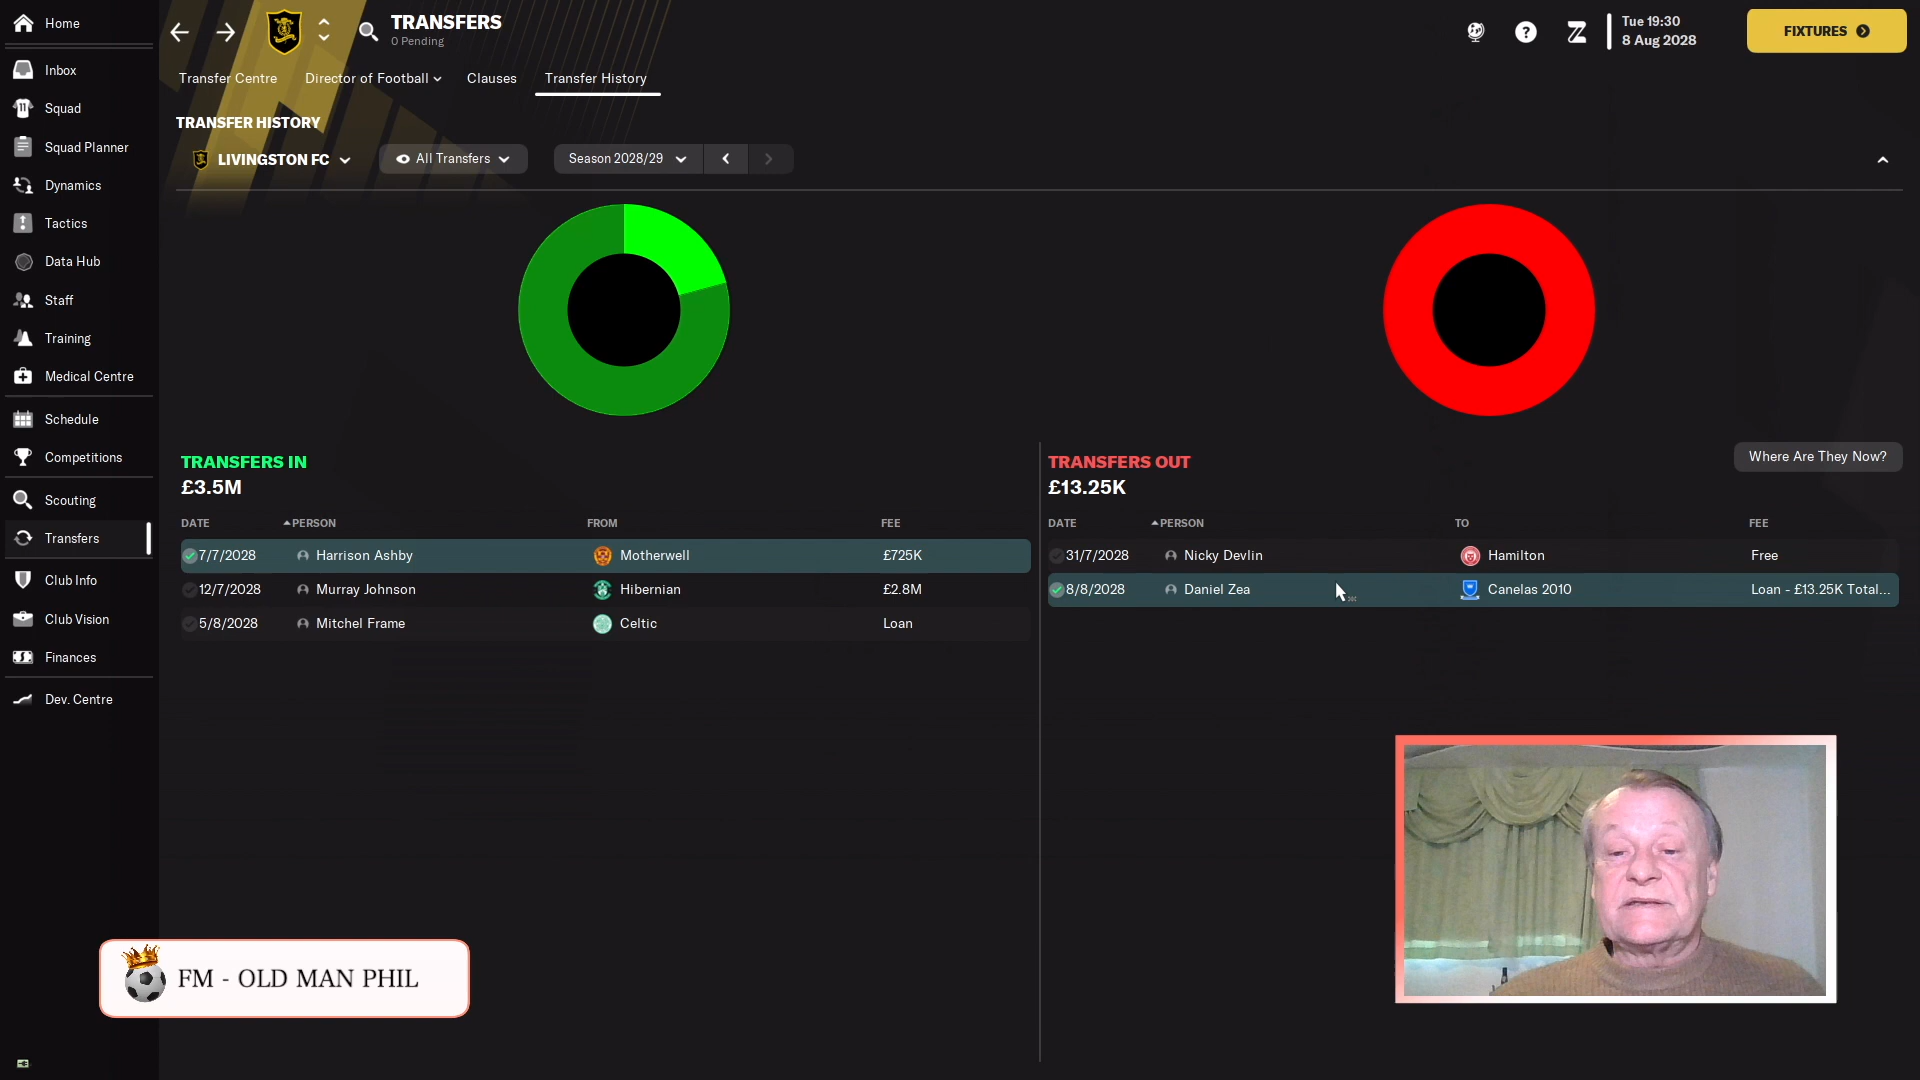 Home
Inbox
Squad
Squad Planner
Dynamics
Tactics
Data Hub
Staff
Training
Medical Centre
Schedule
Competitions
Scouting
Transfers
Club Info
Club Vision
Finances
Dev. Centre
TRANSFERS
0 Pending
Tue 19:30
8 Aug 2028
FIXTURES
Transfer Centre Director of Football Clauses Transfer History
TRANSFER HISTORY
LIVINGSTON FC All Transfers Season 2028/29
TRANSFERS IN
£3.5M
DATE PERSON FROM FEE
7/7/2028 Harrison Ashby Motherwell £725K
12/7/2028 Murray Johnson Hibernian £2.8M
5/8/2028 Mitchel Frame Celtic Loan
TRANSFERS OUT
£13.25K
Where Are They Now?
DATE PERSON TO FEE
31/7/2028 Nicky Devlin Hamilton Free
8/8/2028 Daniel Zea Canelas 2010 Loan - £13.25K Total...
FM - OLD MAN PHIL